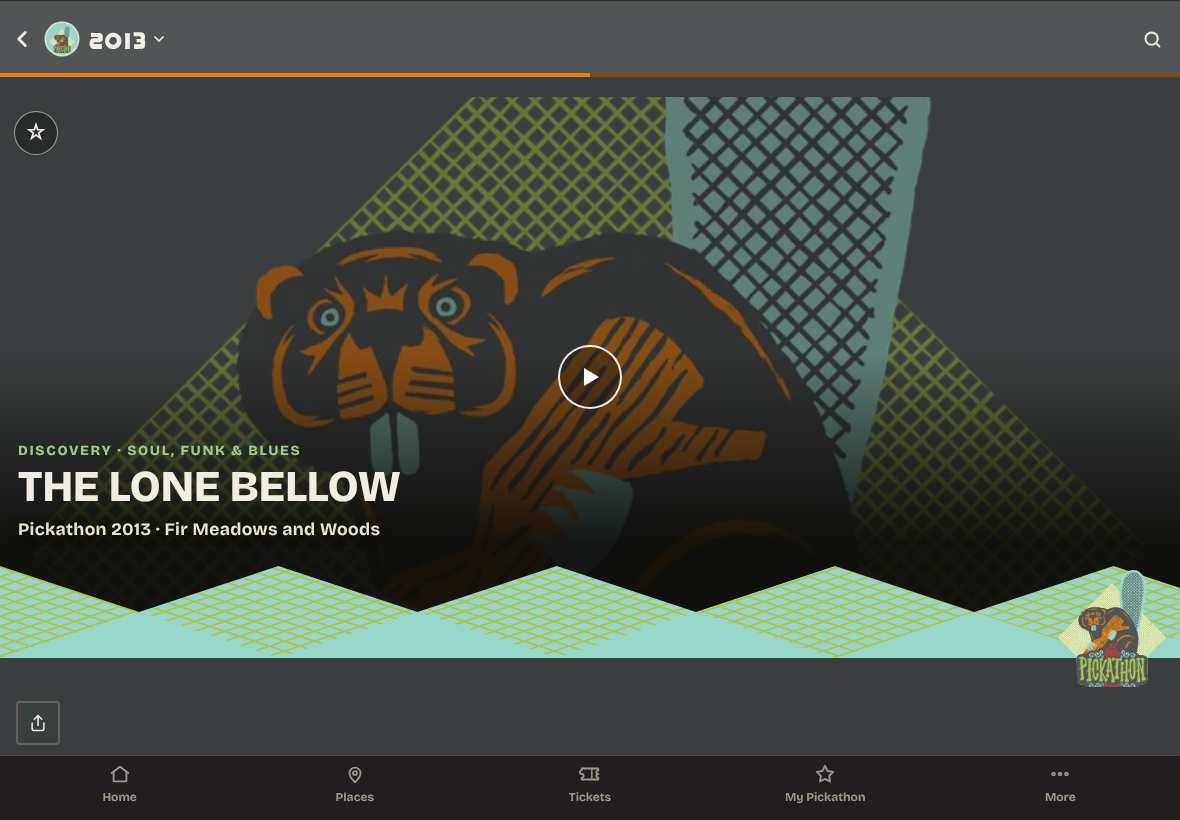 2013
DISCOVERY · SOUL, FUNK & BLUES
THE LONE BELLOW
Pickathon 2013 · Fir Meadows and Woods
PICKATHON
Home
Places
Tickets
My Pickathon
More